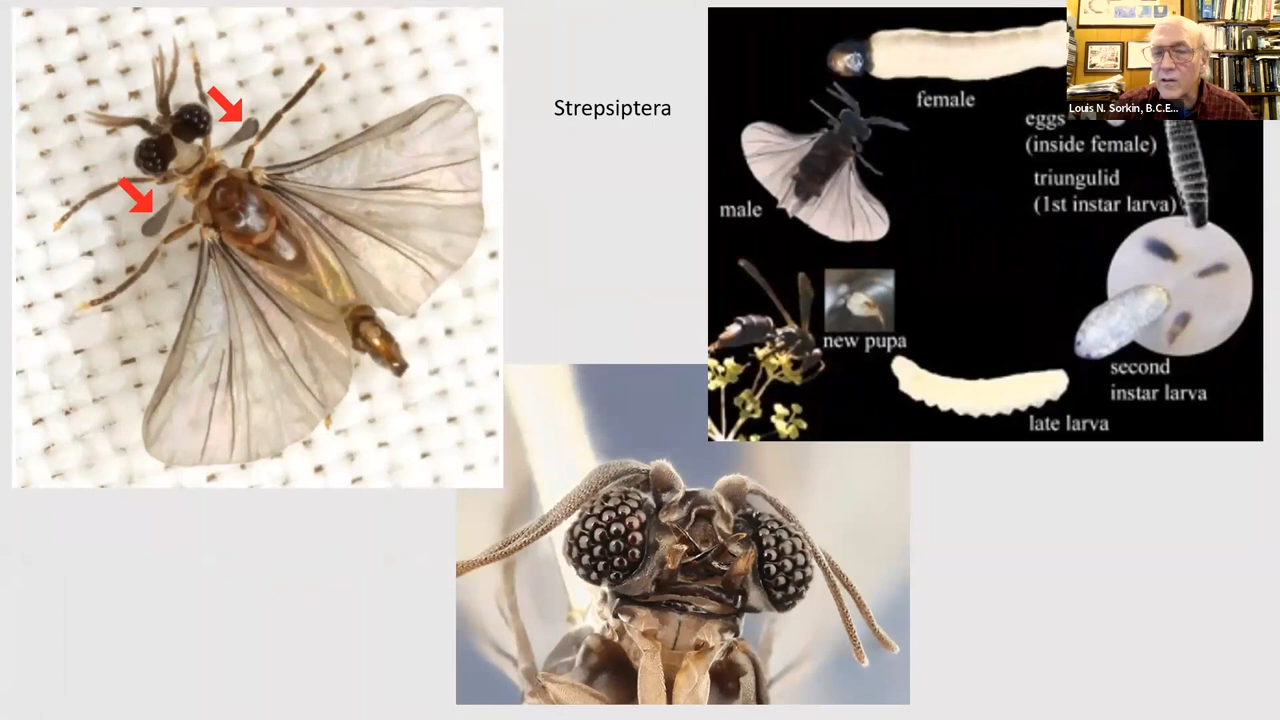 Strepsiptera
female
Louis N. Sorkin, B.C.E...
eggs
(inside female)
triungulid
(1st instar larva)
male
new pupa
second
instar larva
late larva